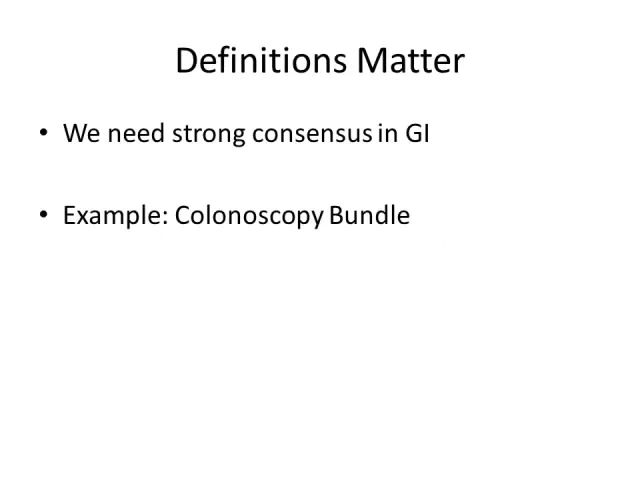 Definitions Matter
• We need strong consensus in GI
• Example: Colonoscopy Bundle